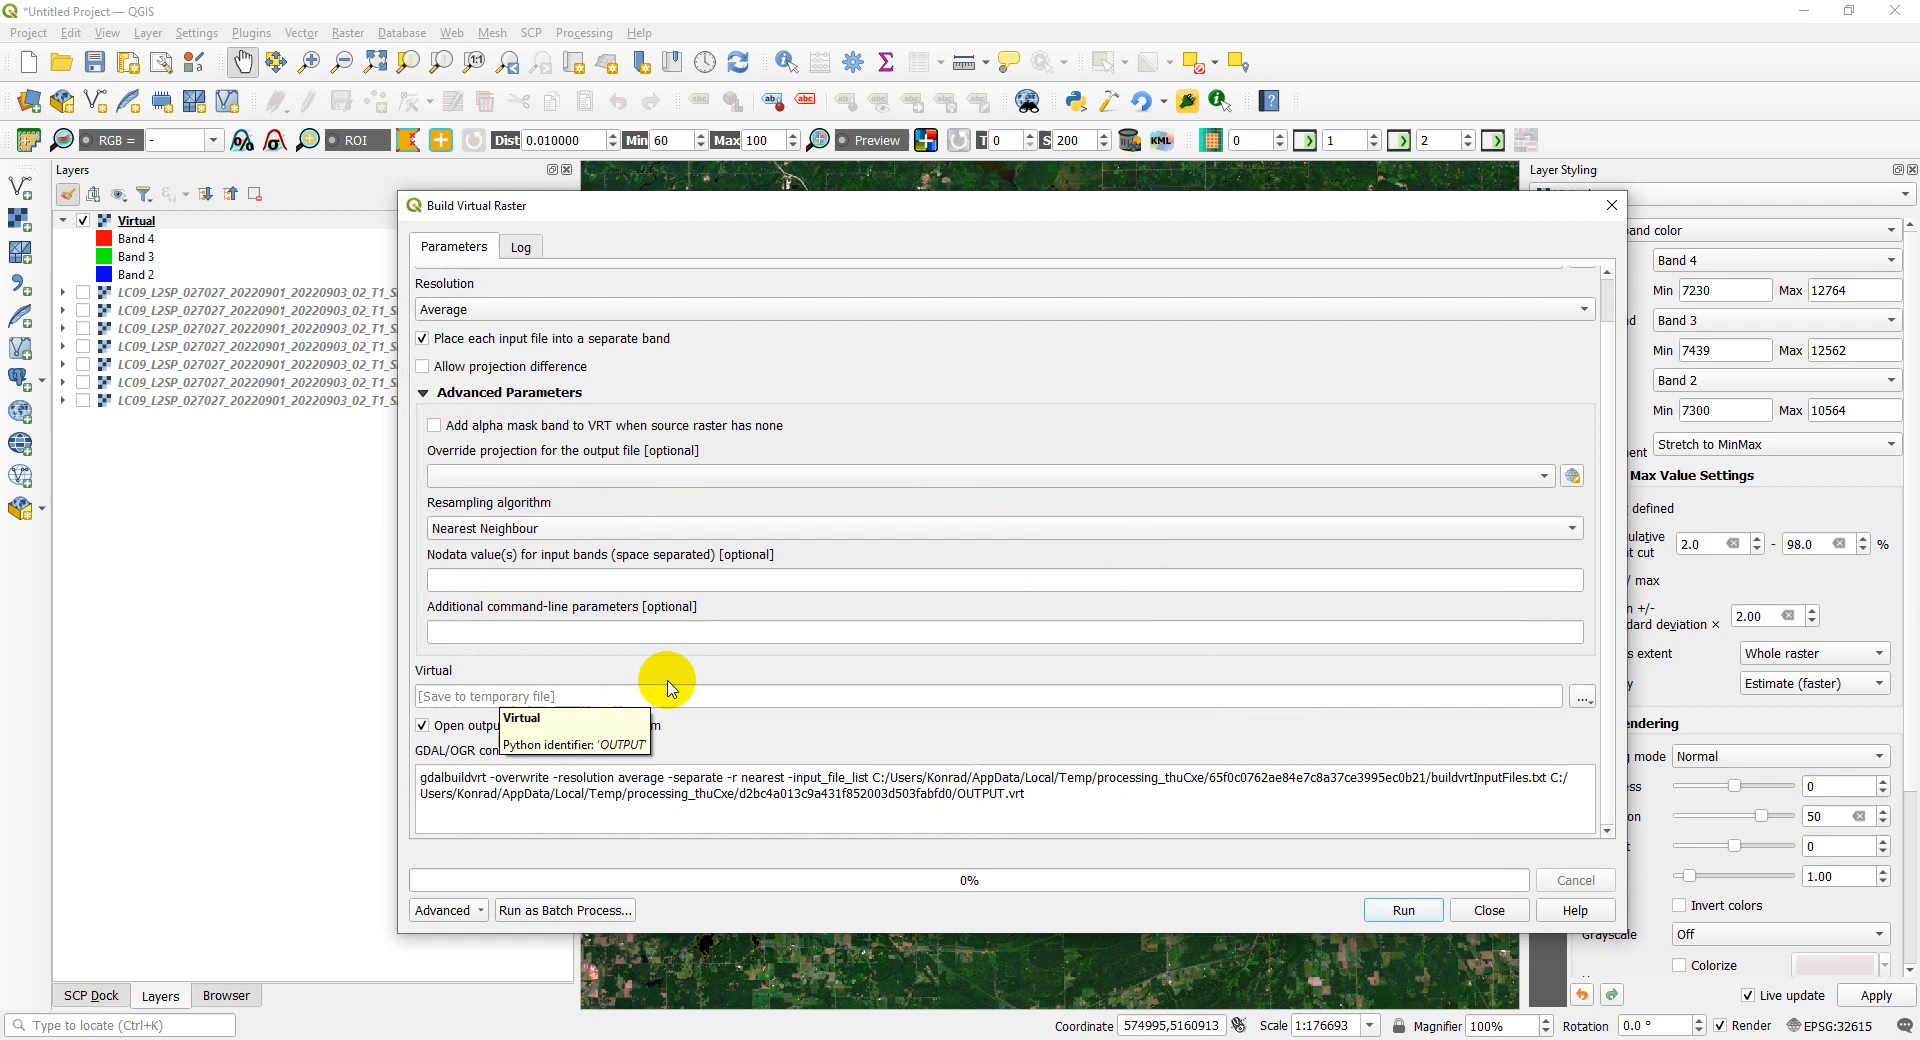 *Untitled Project — QGIS
Project Edit View Layer Settings Plugins Vector Raster Database Web Mesh SCP Processing Help
RGB = - ROI Dist 0.010000 Min 60 Max 100 Preview T 0 S 200 KML 0 1 2
Layers
Layer Styling
Build Virtual Raster
Parameters Log
Virtual
Band 4
Band 3
Band 2
LC09_L2SP_027027_20220901_20220903_02_T1_S
LC09_L2SP_027027_20220901_20220903_02_T1_S
LC09_L2SP_027027_20220901_20220903_02_T1_S
LC09_L2SP_027027_20220901_20220903_02_T1_S
LC09_L2SP_027027_20220901_20220903_02_T1_S
LC09_L2SP_027027_20220901_20220903_02_T1_S
LC09_L2SP_027027_20220901_20220903_02_T1_S
Resolution
Average
Place each input file into a separate band
Allow projection difference
Advanced Parameters
Add alpha mask band to VRT when source raster has none
Override projection for the output file [optional]
Resampling algorithm
Nearest Neighbour
Nodata value(s) for input bands (space separated) [optional]
Additional command-line parameters [optional]
Virtual
[Save to temporary file]
…
Open outpu m
Virtual
Python identifier: 'OUTPUT'
GDAL/OGR con
gdalbuildvrt -overwrite -resolution average -separate -r nearest -input_file_list C:/Users/Konrad/AppData/Local/Temp/processing_thuCxe/65f0c0762ae84e7c8a37ce3995ec0b21/buildvrtInputFiles.txt C:/
Users/Konrad/AppData/Local/Temp/processing_thuCxe/d2bc4a013c9a431f852003d503fabfd0/OUTPUT.vrt
0% Cancel
Advanced Run as Batch Process... Run Close Help
and color
Band 4
Min 7230 Max 12764
d Band 3
Min 7439 Max 12562
Band 2
Min 7300 Max 10564
ent Stretch to MinMax
Max Value Settings
defined
ulative
t cut 2.0 - 98.0 %
/ max
n +/-
dard deviation × 2.00
s extent Whole raster
y Estimate (faster)
endering
g mode Normal
ss 0
on 50
t 0
1.00
Invert colors
Grayscale Off
Colorize
Live update Apply
SCP Dock Layers Browser
Type to locate (Ctrl+K) Coordinate 574995,5160913 Scale 1:176693 Magnifier 100% Rotation 0.0 ° Render EPSG:32615